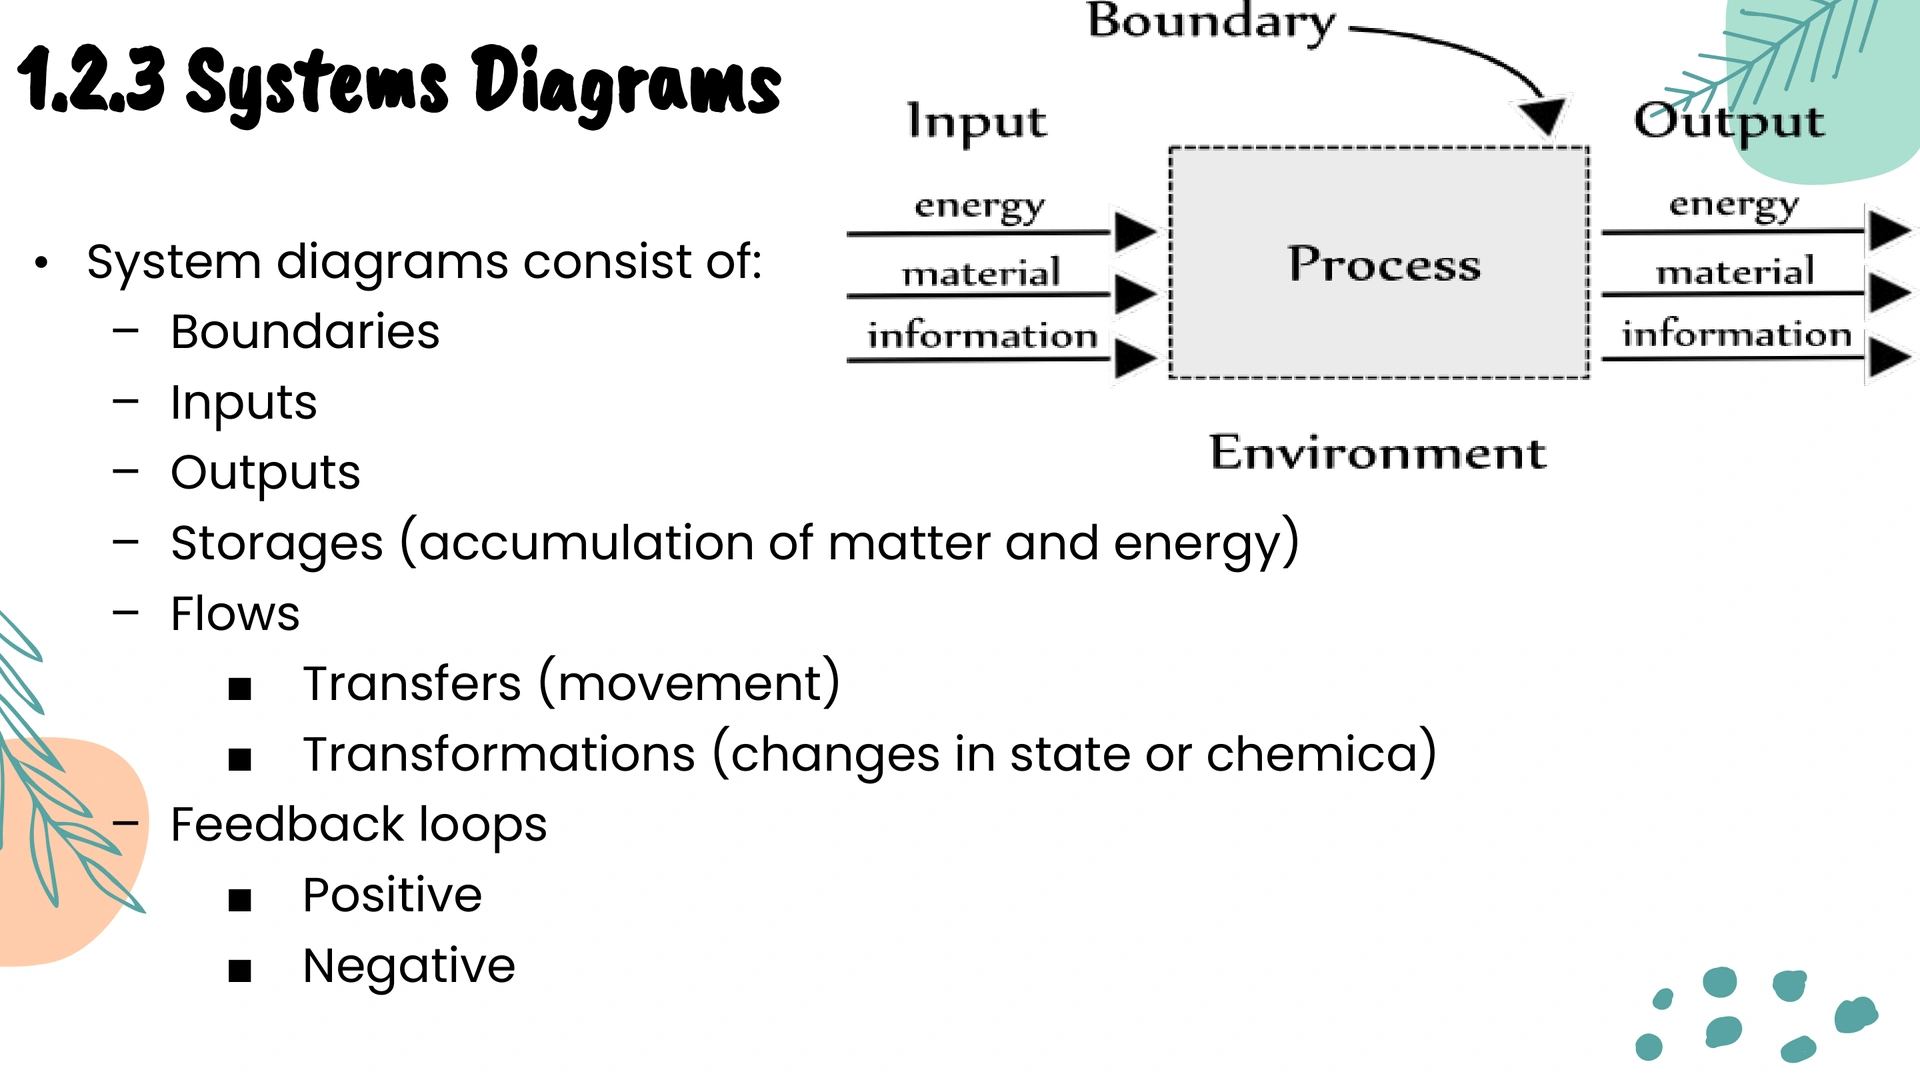 1.2.3 Systems Diagrams
• System diagrams consist of:
– Boundaries
– Inputs
– Outputs
– Storages (accumulation of matter and energy)
– Flows
■ Transfers (movement)
■ Transformations (changes in state or chemica)
– Feedback loops
■ Positive
■ Negative
Boundary
Input
energy
material
information
Process
Output
energy
material
information
Environment